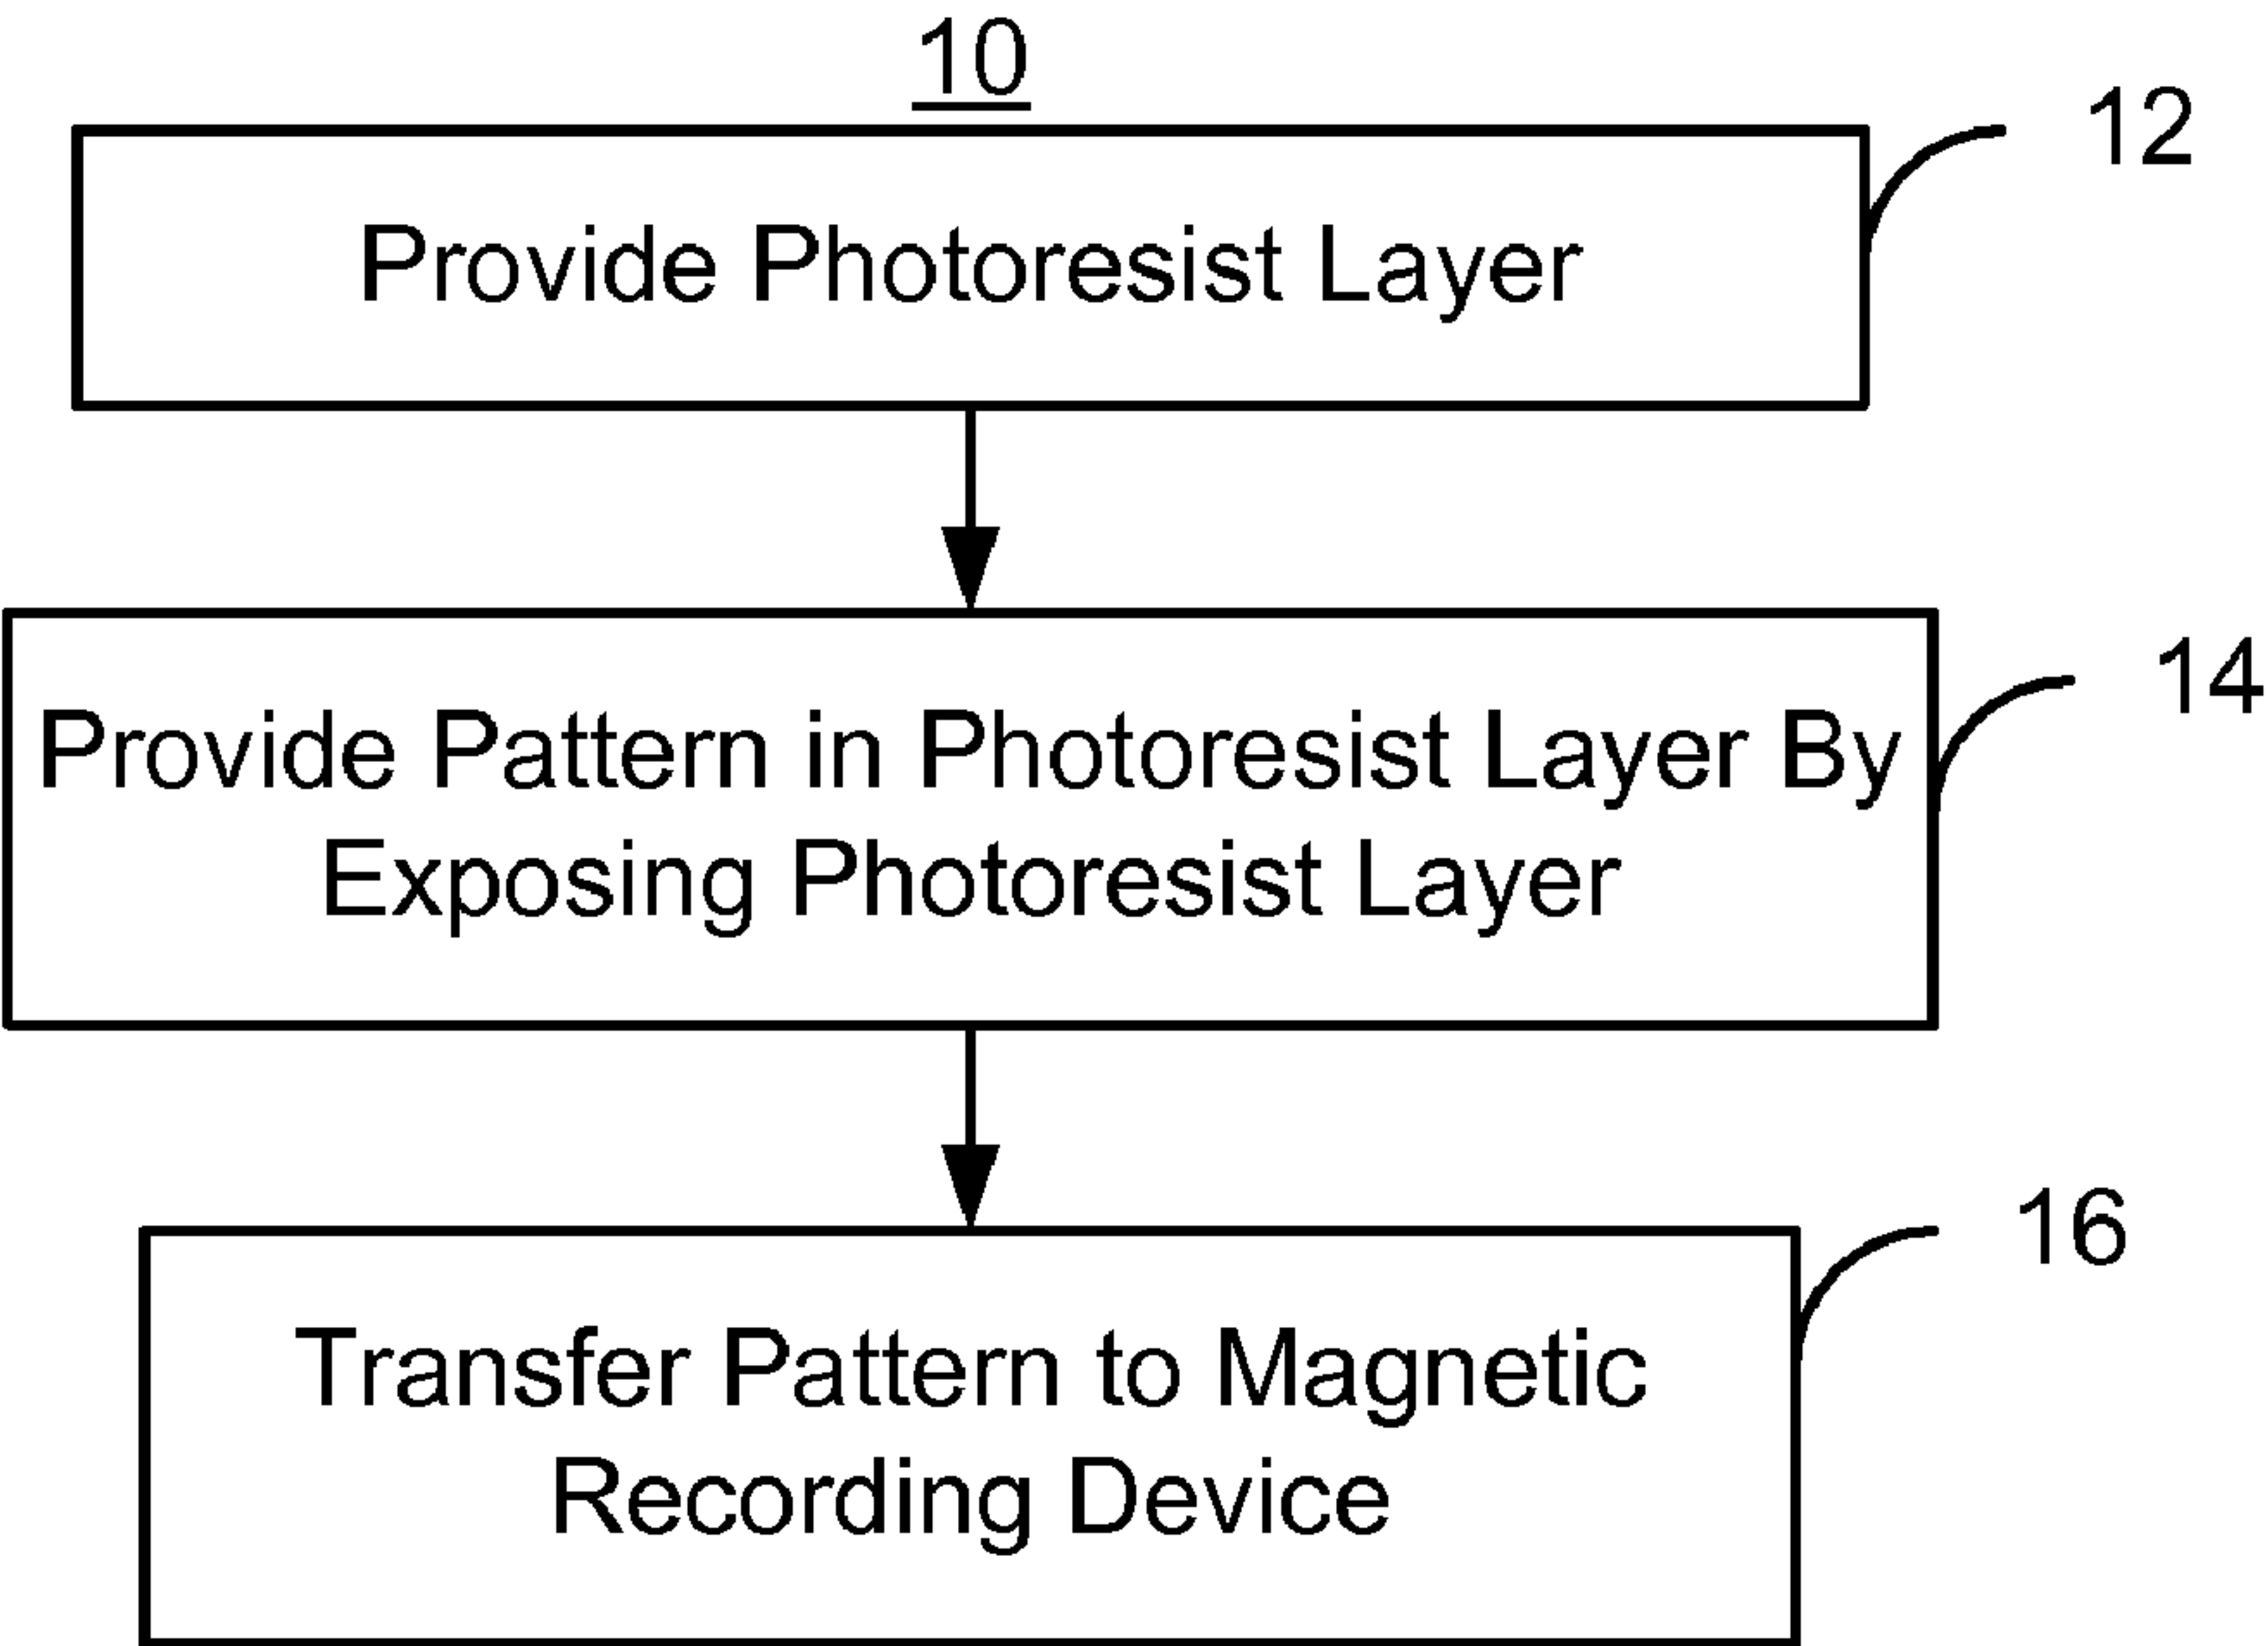 10
12
Provide Photoresist Layer
14
Provide Pattern in Photoresist Layer By
Exposing Photoresist Layer
16
Transfer Pattern to Magnetic
Recording Device